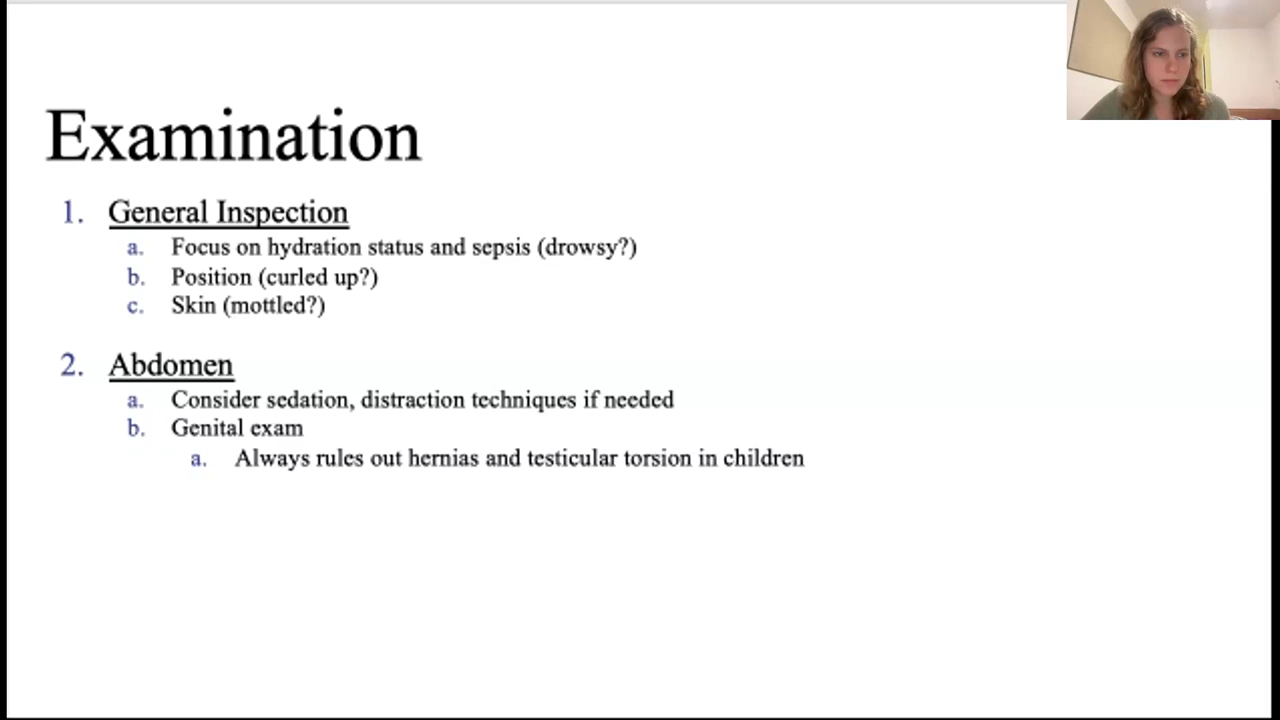 Examination
1. General Inspection
a. Focus on hydration status and sepsis (drowsy?)
b. Position (curled up?)
c. Skin (mottled?)
2. Abdomen
a. Consider sedation, distraction techniques if needed
b. Genital exam
a. Always rules out hernias and testicular torsion in children